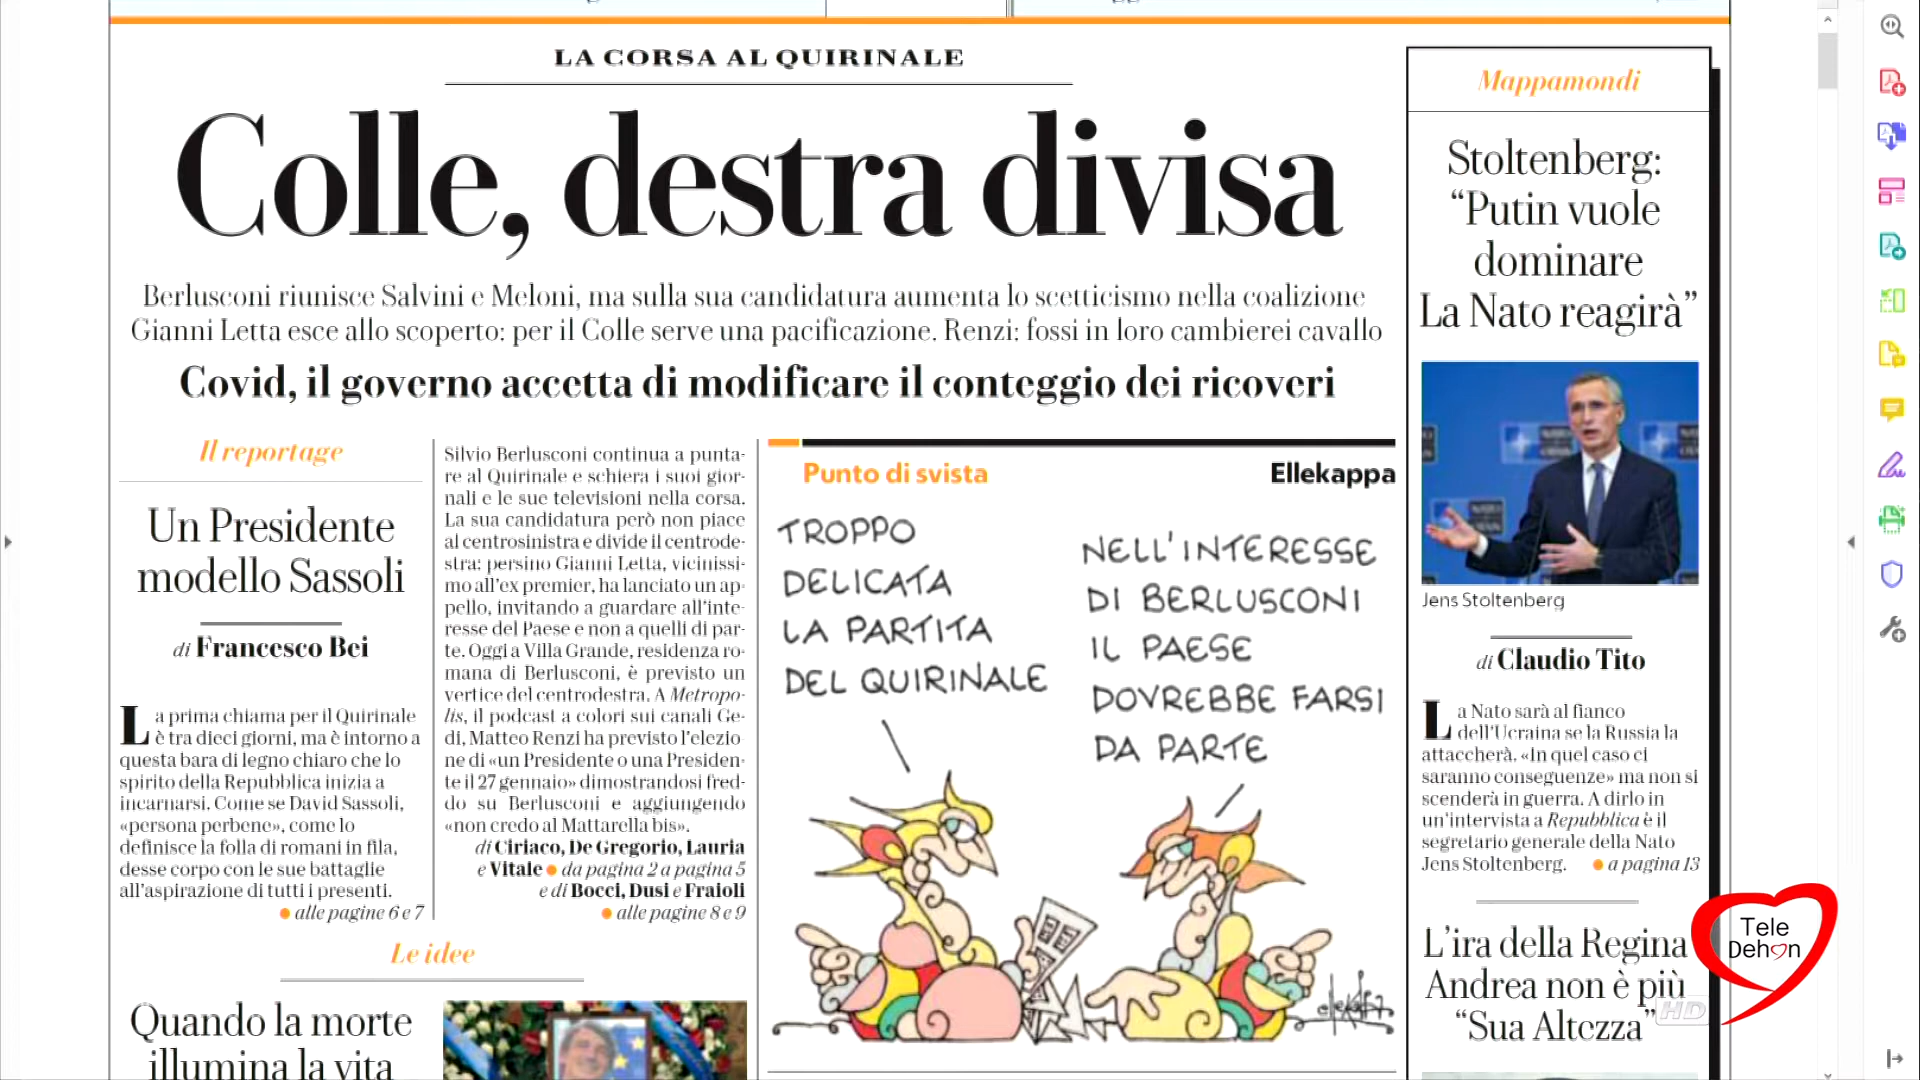 LA CORSA AL QUIRINALE
Colle, destra divisa
Berlusconi riunisce Salvini e Meloni, ma sulla sua candidatura aumenta lo scetticismo nella coalizione
Gianni Letta esce allo scoperto: per il Colle serve una pacificazione. Renzi: fossi in loro cambierei cavallo
Covid, il governo accetta di modificare il conteggio dei ricoveri
Il reportage
Un Presidente
modello Sassoli
di Francesco Bei
La prima chiama per il Quirinale
è tra dieci giorni, ma è intorno a
questa bara di legno chiaro che lo
spirito della Repubblica inizia a
incarnarsi. Come se David Sassoli,
«persona perbene», come lo
definisce la folla di romani in fila,
desse corpo con le sue battaglie
all'aspirazione di tutti i presenti.
● alle pagine 6 e 7
Silvio Berlusconi continua a punta-
re al Quirinale e schiera i suoi gior-
nali e le sue televisioni nella corsa.
La sua candidatura però non piace
al centrosinistra e divide il centrode-
stra: persino Gianni Letta, vicinissi-
mo all'ex premier, ha lanciato un ap-
pello, invitando a guardare all'inte-
resse del Paese e non a quelli di par-
te. Oggi a Villa Grande, residenza ro-
mana di Berlusconi, è previsto un
vertice del centrodestra. A Metropo-
lis, il podcast a colori sui canali Ge-
di, Matteo Renzi ha previsto l'elezio-
ne di «un Presidente o una Presiden-
te il 27 gennaio» dimostrandosi fred-
do su Berlusconi e aggiungendo
«non credo al Mattarella bis».
di Ciriaco, De Gregorio, Lauria
e Vitale ● da pagina 2 a pagina 5
e di Bocci, Dusi e Fraioli
● alle pagine 8 e 9
Le idee
Quando la morte
illumina la vita
Punto di svista
Ellekappa
TROPPO
DELICATA
LA PARTITA
DEL QUIRINALE
NELL'INTERESSE
DI BERLUSCONI
IL PAESE
DOVREBBE FARSI
DA PARTE
ellekappa
Mappamondi
Stoltenberg:
“Putin vuole
dominare
La Nato reagirà”
NATO
Jens Stoltenberg
di Claudio Tito
La Nato sarà al fianco
dell'Ucraina se la Russia la
attaccherà. «In quel caso ci
saranno conseguenze» ma non si
scenderà in guerra. A dirlo in
un'intervista a Repubblica è il
segretario generale della Nato
Jens Stoltenberg. ● a pagina 13
L'ira della Regina
Andrea non è più
“Sua Altezza”
Tele
Dehon
HD